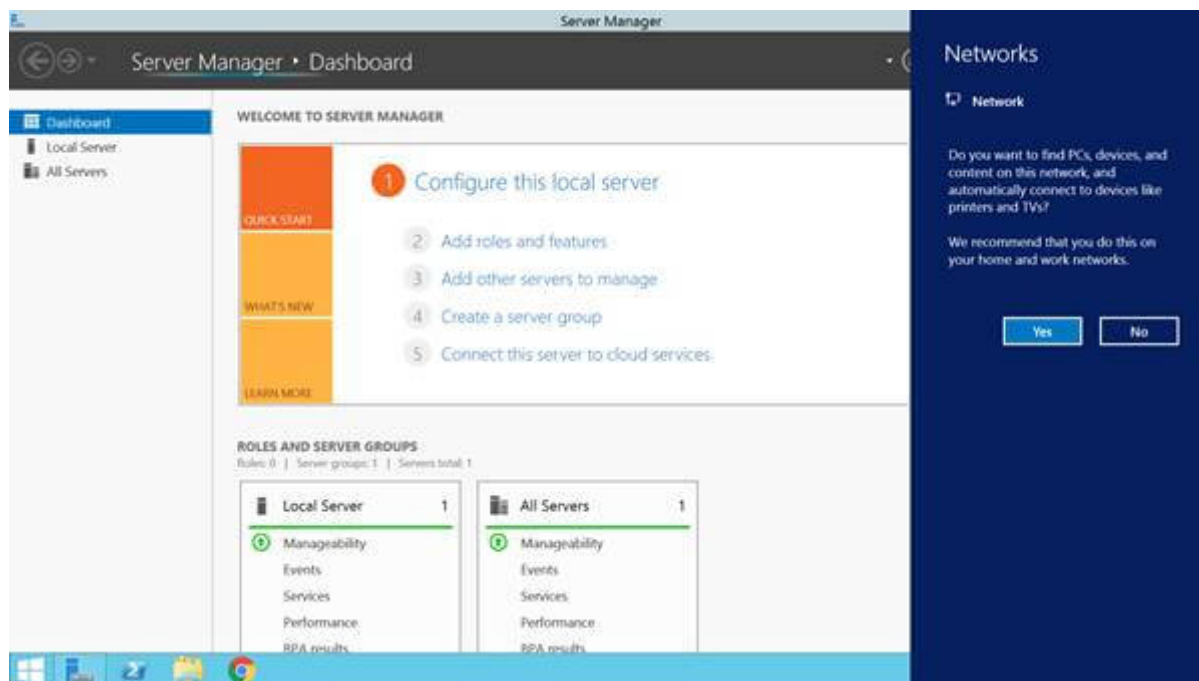 Server Manager
Server Manager • Dashboard
Dashboard
Local Server
All Servers
WELCOME TO SERVER MANAGER
QUICK START
WHAT'S NEW
LEARN MORE
1 Configure this local server
2 Add roles and features
3 Add other servers to manage
4 Create a server group
5 Connect this server to cloud services
ROLES AND SERVER GROUPS
Roles: 0 | Server groups: 1 | Servers total: 1
Local Server 1
Manageability
Events
Services
Performance
BPA results
All Servers 1
Manageability
Events
Services
Performance
BPA results
Networks
Network
Do you want to find PCs, devices, and
content on this network, and
automatically connect to devices like
printers and TVs?
We recommend that you do this on
your home and work networks.
Yes
No